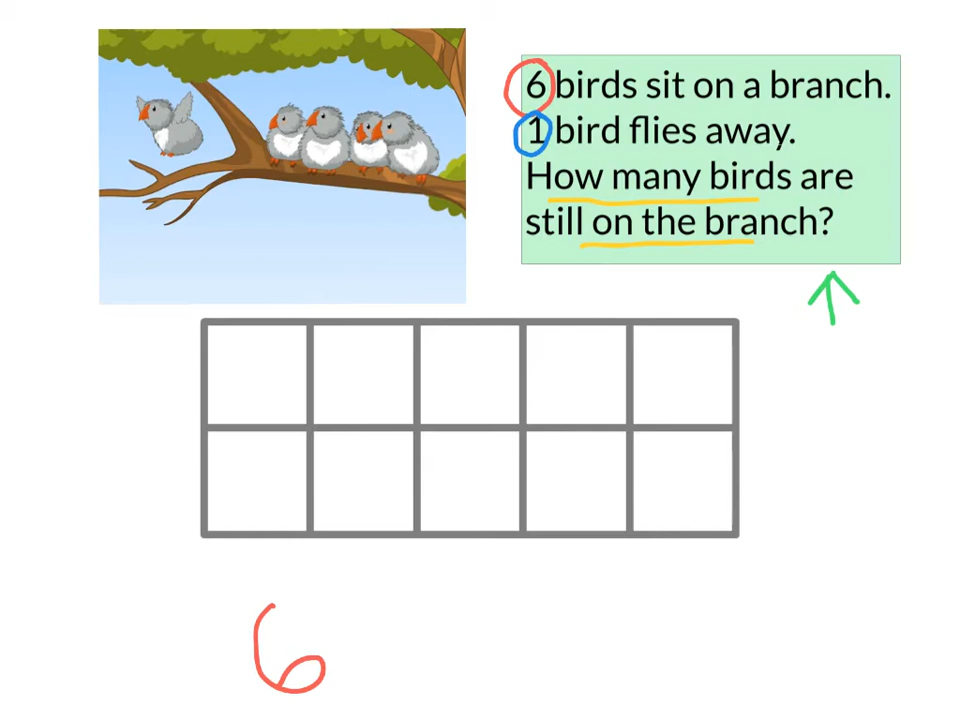 6 birds sit on a branch.
1 bird flies away.
How many birds are
still on the branch?
6